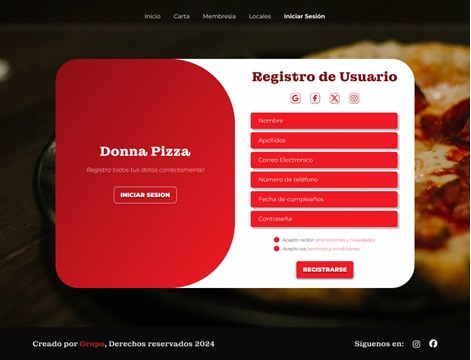 Inicio Carta Membresia Locales Iniciar Sesión
Donna Pizza
Registra todos tus datos correctamente!
INICIAR SESION
Registro de Usuario
Nombre
Apellidos
Correo Electronico
Número de teléfono
Fecha de cumpleaños
Contraseña
Acepto recibir promociones y novedades
Acepto los terminos y condiciones
REGISTRARSE
Creado por Grupo, Derechos reservados 2024
Síguenos en: